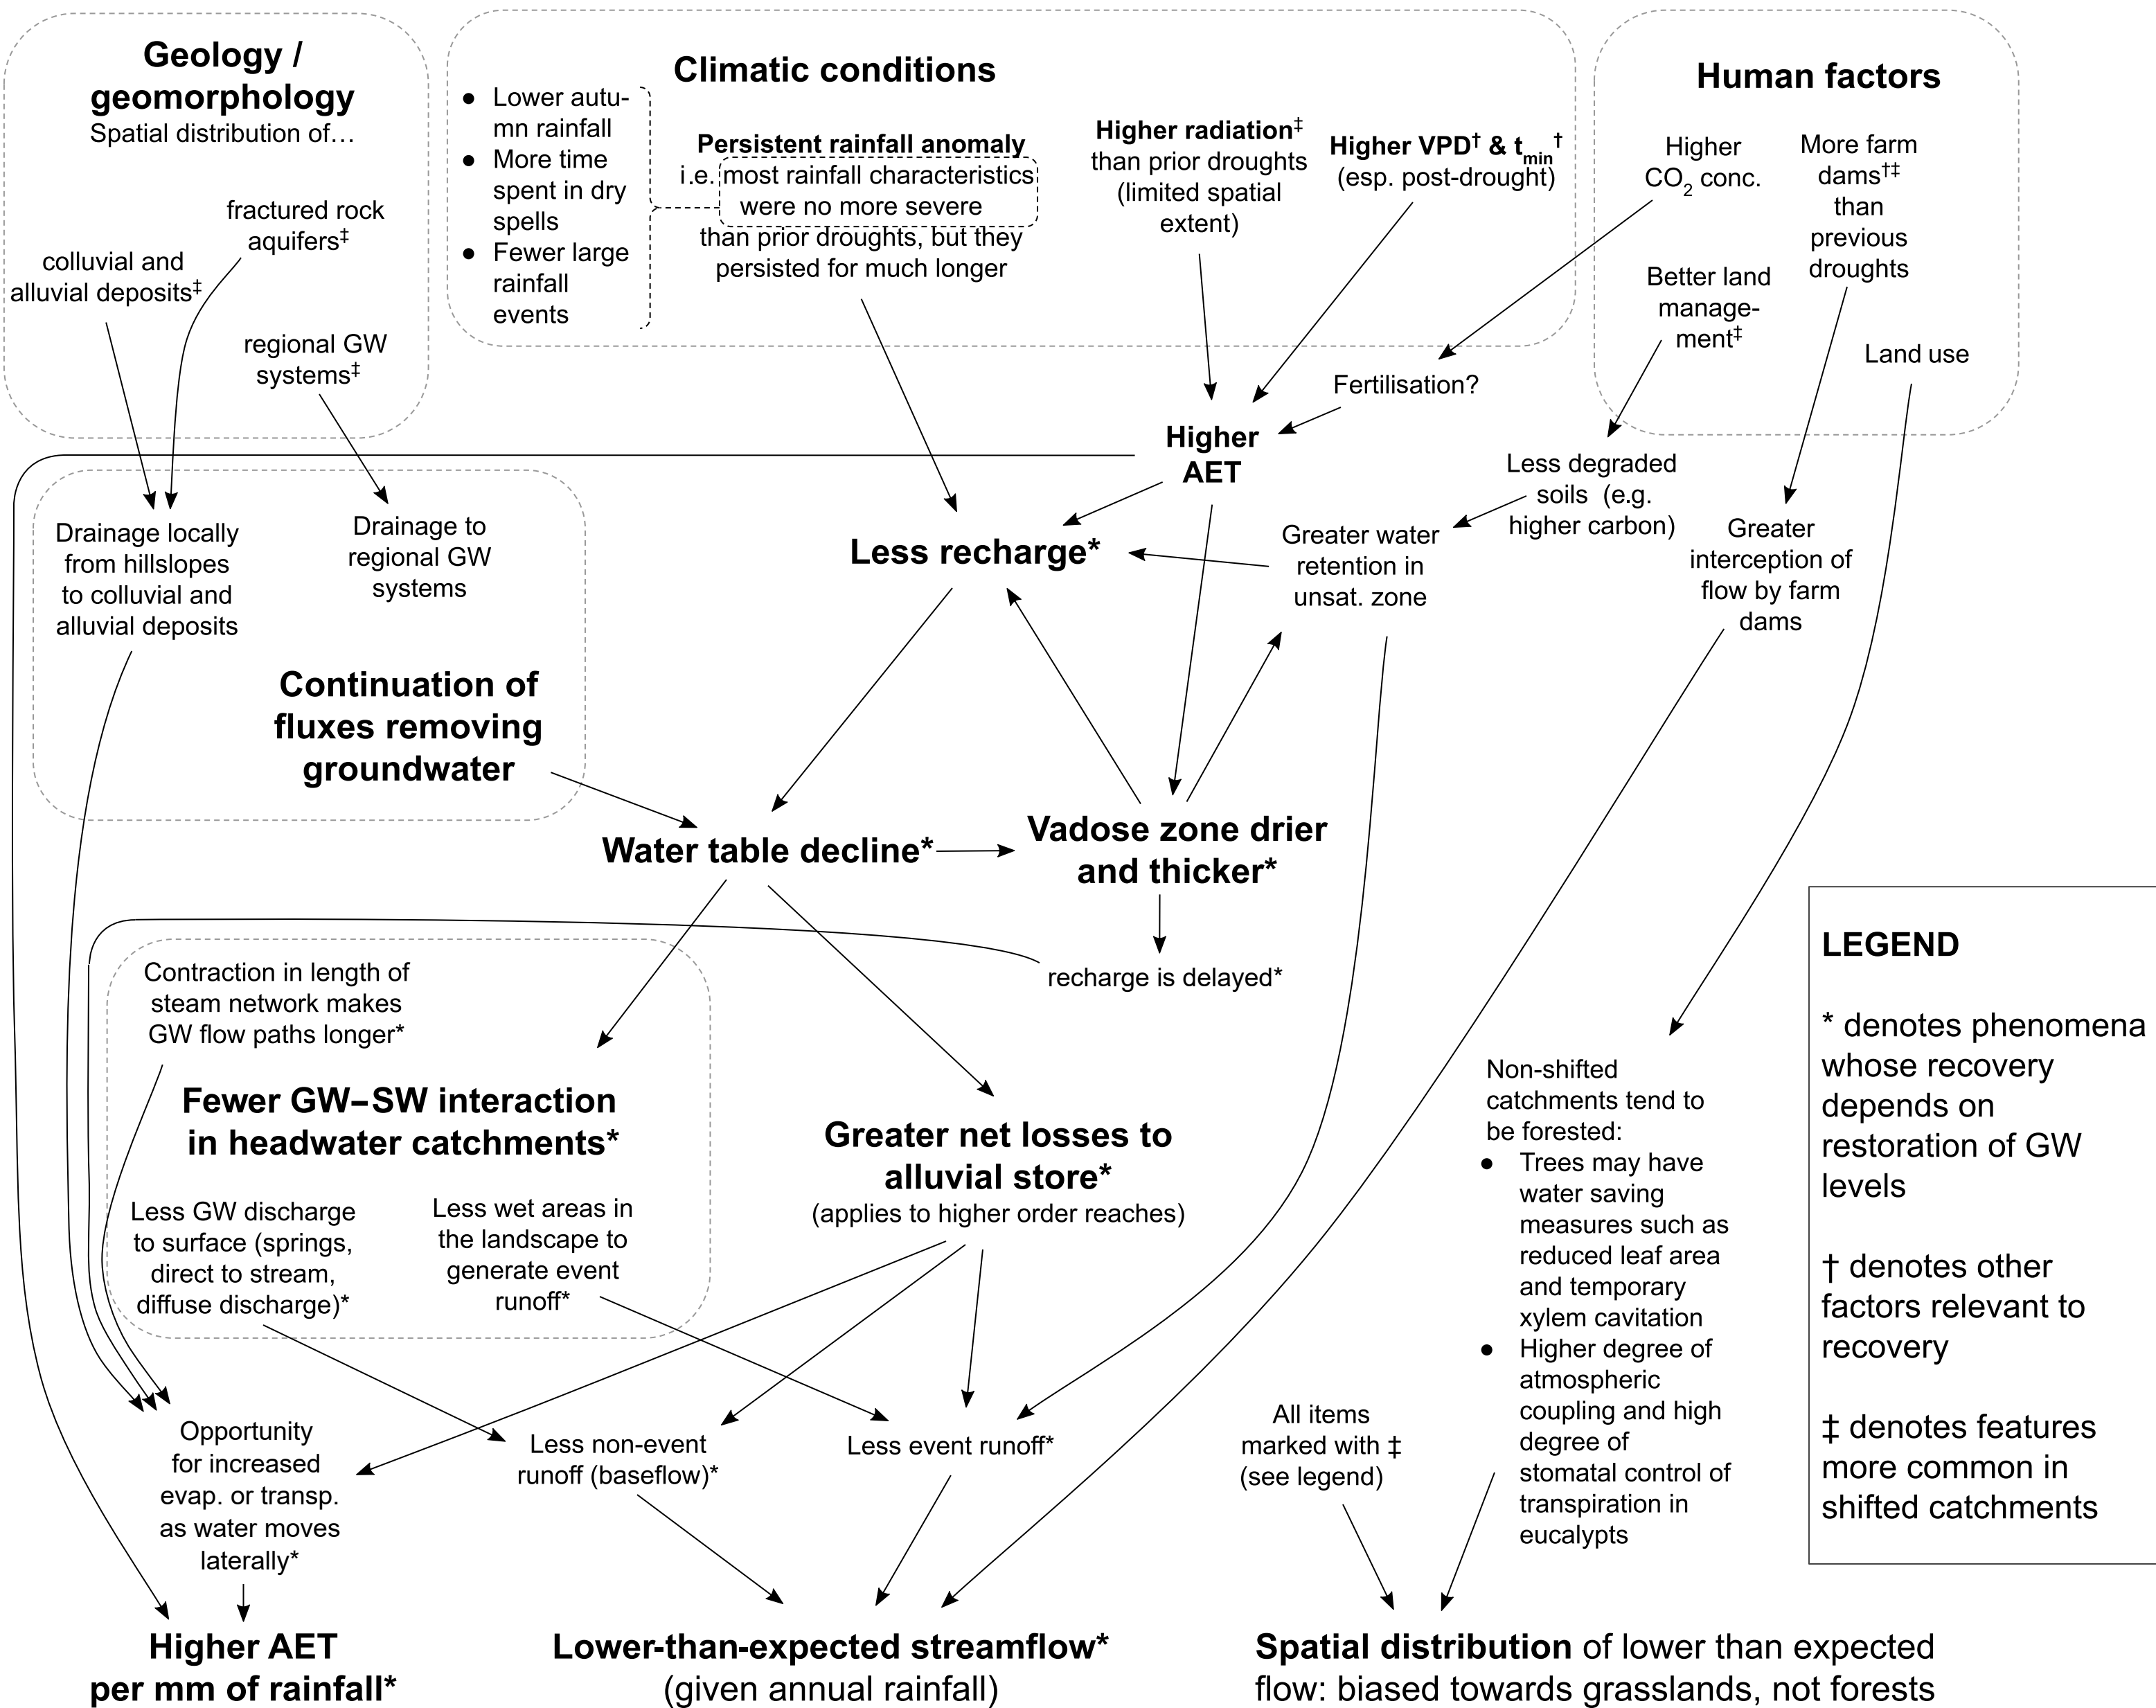 Geology /
geomorphology
Spatial distribution of…
fractured rock
aquifers‡
colluvial and
alluvial deposits‡
regional GW
systems‡
Climatic conditions
● Lower autu-
mn rainfall
● More time
spent in dry
spells
● Fewer large
rainfall
events
Persistent rainfall anomaly
i.e. most rainfall characteristics
were no more severe
than prior droughts, but they
persisted for much longer
Higher radiation‡
than prior droughts
(limited spatial
extent)
Higher VPD† & tmin†
(esp. post-drought)
Human factors
Higher
CO2 conc.
More farm
dams†‡
than
previous
droughts
Better land
manage-
ment‡
Land use
Fertilisation?
Higher
AET
Less degraded
soils (e.g.
higher carbon)
Drainage locally
from hillslopes
to colluvial and
alluvial deposits
Drainage to
regional GW
systems
Continuation of
fluxes removing
groundwater
Less recharge*
Greater water
retention in
unsat. zone
Greater
interception of
flow by farm
dams
Water table decline*
Vadose zone drier
and thicker*
recharge is delayed*
Contraction in length of
steam network makes
GW flow paths longer*
Fewer GW–SW interaction
in headwater catchments*
Less GW discharge
to surface (springs,
direct to stream,
diffuse discharge)*
Less wet areas in
the landscape to
generate event
runoff*
Greater net losses to
alluvial store*
(applies to higher order reaches)
Non-shifted
catchments tend to
be forested:
● Trees may have
water saving
measures such as
reduced leaf area
and temporary
xylem cavitation
● Higher degree of
atmospheric
coupling and high
degree of
stomatal control of
transpiration in
eucalypts
LEGEND
* denotes phenomena
whose recovery
depends on
restoration of GW
levels
† denotes other
factors relevant to
recovery
‡ denotes features
more common in
shifted catchments
Opportunity
for increased
evap. or transp.
as water moves
laterally*
Less non-event
runoff (baseflow)*
Less event runoff*
All items
marked with ‡
(see legend)
Higher AET
per mm of rainfall*
Lower-than-expected streamflow*
(given annual rainfall)
Spatial distribution of lower than expected
flow: biased towards grasslands, not forests